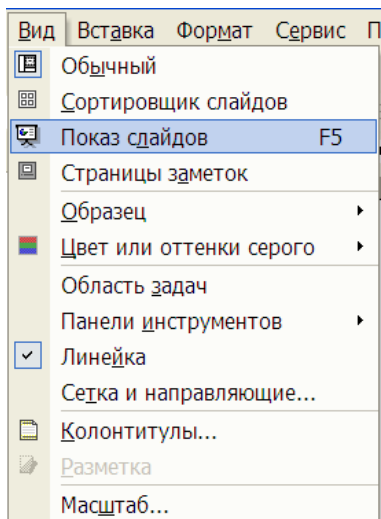 Вид Вставка Формат Сервис П
Обычный
Сортировщик слайдов
Показ слайдов F5
Страницы заметок
Образец
Цвет или оттенки серого
Область задач
Панели инструментов
Линейка
Сетка и направляющие...
Колонтитулы...
Разметка
Масштаб...